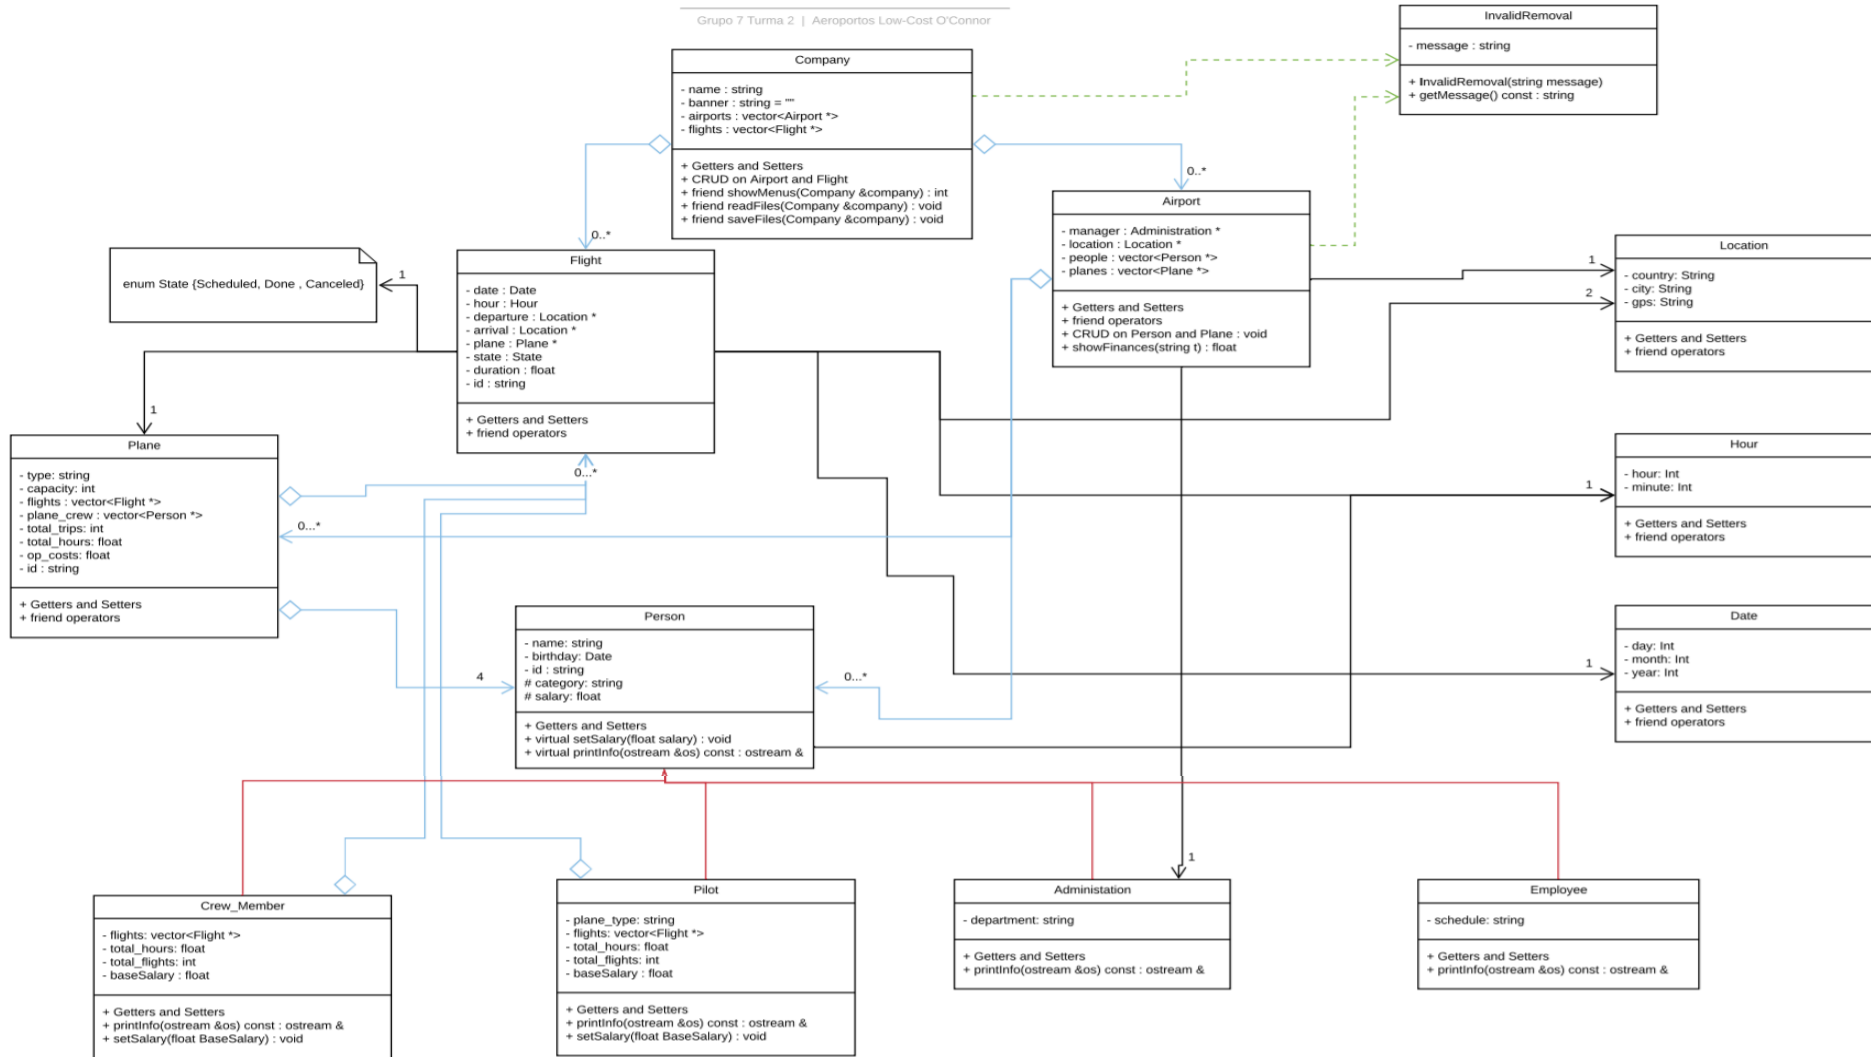 Grupo 7 Turma 2 | Aeroportos Low-Cost O'Connor
InvalidRemoval
- message : string
+ InvalidRemoval(string message)
+ getMessage() const : string
Company
- name : string
- banner : string = ""
- airports : vector<Airport *>
- flights : vector<Flight *>
+ Getters and Setters
+ CRUD on Airport and Flight
+ friend showMenus(Company &company) : int
+ friend readFiles(Company &company) : void
+ friend saveFiles(Company &company) : void
0..*
0..*
Airport
- manager : Administration *
- location : Location *
- people : vector<Person *>
- planes : vector<Plane *>
+ Getters and Setters
+ friend operators
+ CRUD on Person and Plane : void
+ showFinances(string t) : float
enum State {Scheduled, Done , Canceled}
1
Flight
- date : Date
- hour : Hour
- departure : Location *
- arrival : Location *
- plane : Plane *
- state : State
- duration : float
- id : string
+ Getters and Setters
+ friend operators
0...*
1
2
Location
- country: String
- city: String
- gps: String
+ Getters and Setters
+ friend operators
1
Plane
- type: string
- capacity: int
- flights : vector<Flight *>
- plane_crew : vector<Person *>
- total_trips: int
- total_hours: float
- op_costs: float
- id : string
+ Getters and Setters
+ friend operators
0...*
4
1
Hour
- hour: Int
- minute: Int
+ Getters and Setters
+ friend operators
Person
- name: string
- birthday: Date
- id : string
# category: string
# salary: float
+ Getters and Setters
+ virtual setSalary(float salary) : void
+ virtual printInfo(ostream &os) const : ostream &
0...*
1
Date
- day: Int
- month: Int
- year: Int
+ Getters and Setters
+ friend operators
1
Crew_Member
- flights: vector<Flight *>
- total_hours: float
- total_flights: int
- baseSalary : float
+ Getters and Setters
+ printInfo(ostream &os) const : ostream &
+ setSalary(float BaseSalary) : void
Pilot
- plane_type: string
- flights: vector<Flight *>
- total_hours: float
- total_flights: int
- baseSalary : float
+ Getters and Setters
+ printInfo(ostream &os) const : ostream &
+ setSalary(float BaseSalary) : void
Administation
- department: string
+ Getters and Setters
+ printInfo(ostream &os) const : ostream &
Employee
- schedule: string
+ Getters and Setters
+ printInfo(ostream &os) const : ostream &